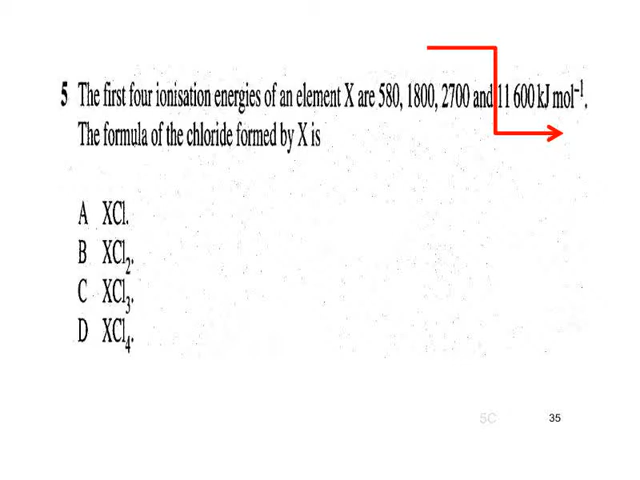 5 The first four ionisation energies of an element X are 580, 1800, 2700 and 11 600 kJ mol⁻¹.
The formula of the chloride formed by X is
A XCl.
B XCl₂.
C XCl₃.
D XCl₄.
5C
35